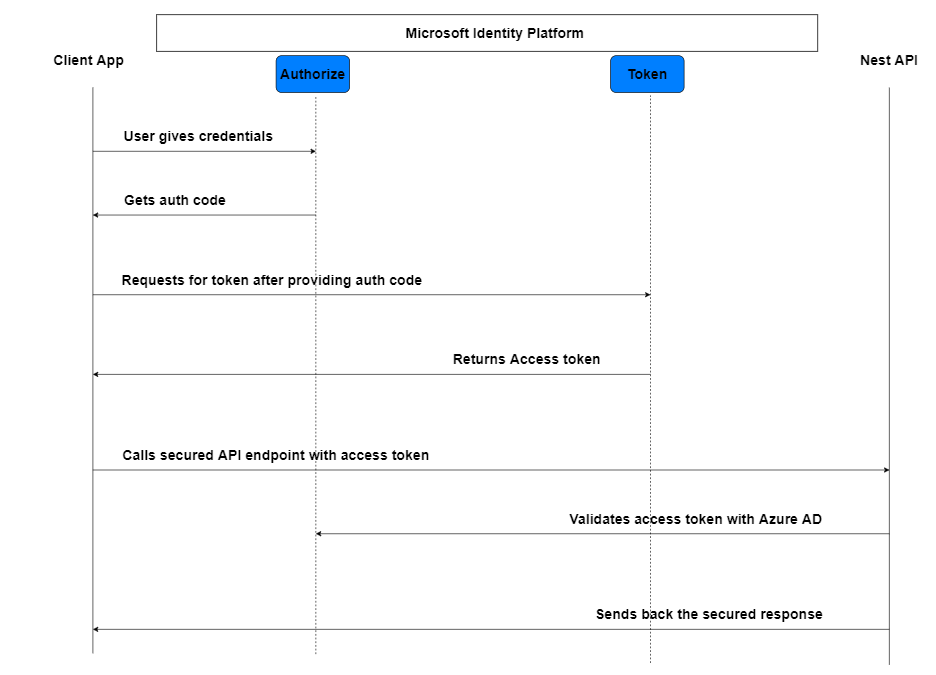 Microsoft Identity Platform
Client App
Authorize
Token
Nest API
User gives credentials
Gets auth code
Requests for token after providing auth code
Returns Access token
Calls secured API endpoint with access token
Validates access token with Azure AD
Sends back the secured response